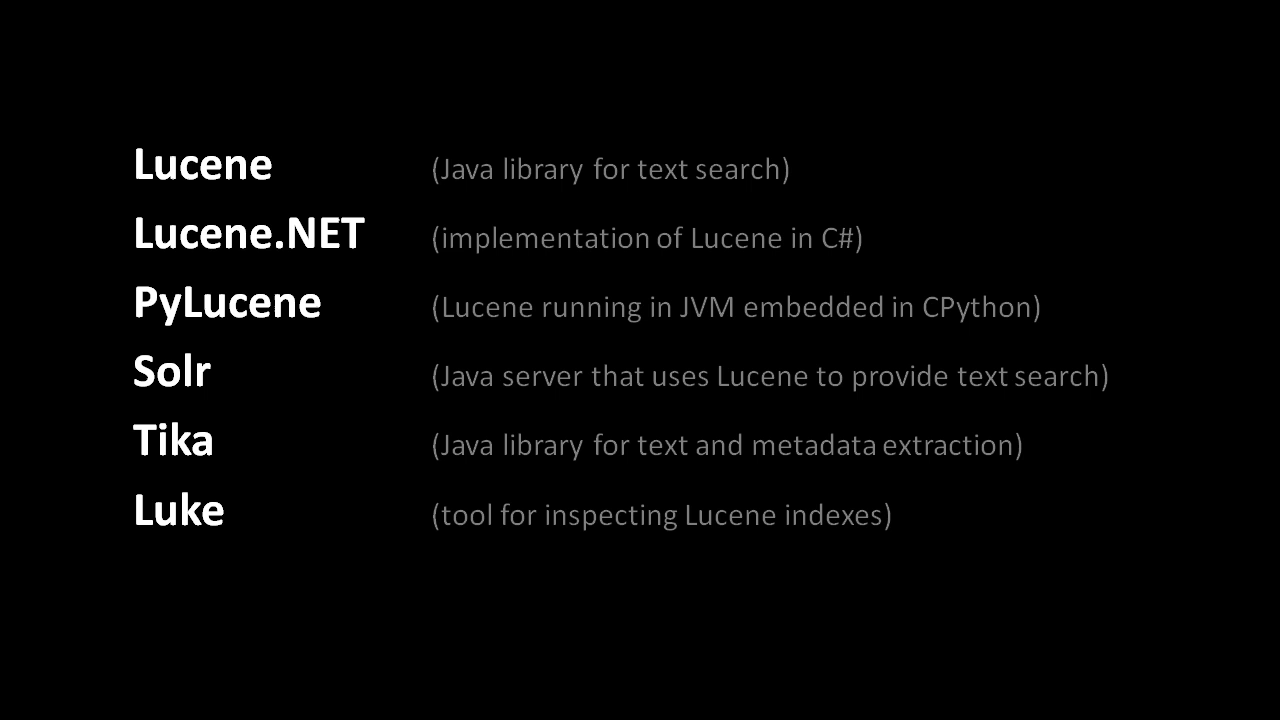 Lucene (Java library for text search)
Lucene.NET (implementation of Lucene in C#)
PyLucene (Lucene running in JVM embedded in CPython)
Solr (Java server that uses Lucene to provide text search)
Tika (Java library for text and metadata extraction)
Luke (tool for inspecting Lucene indexes)